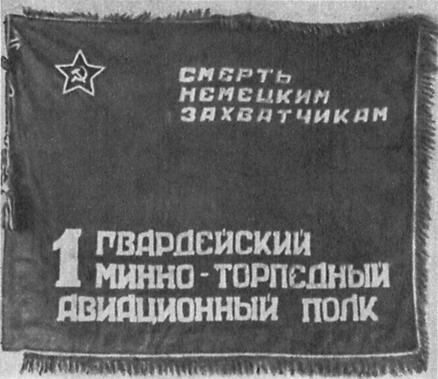 СМЕРТЬ
НЕМЕЦКИМ
ЗАХВАТЧИКАМ
1 ГВАРДЕЙСКИЙ
МИННО-ТОРПЕДНЫЙ
АВИАЦИОННЫЙ ПОЛК